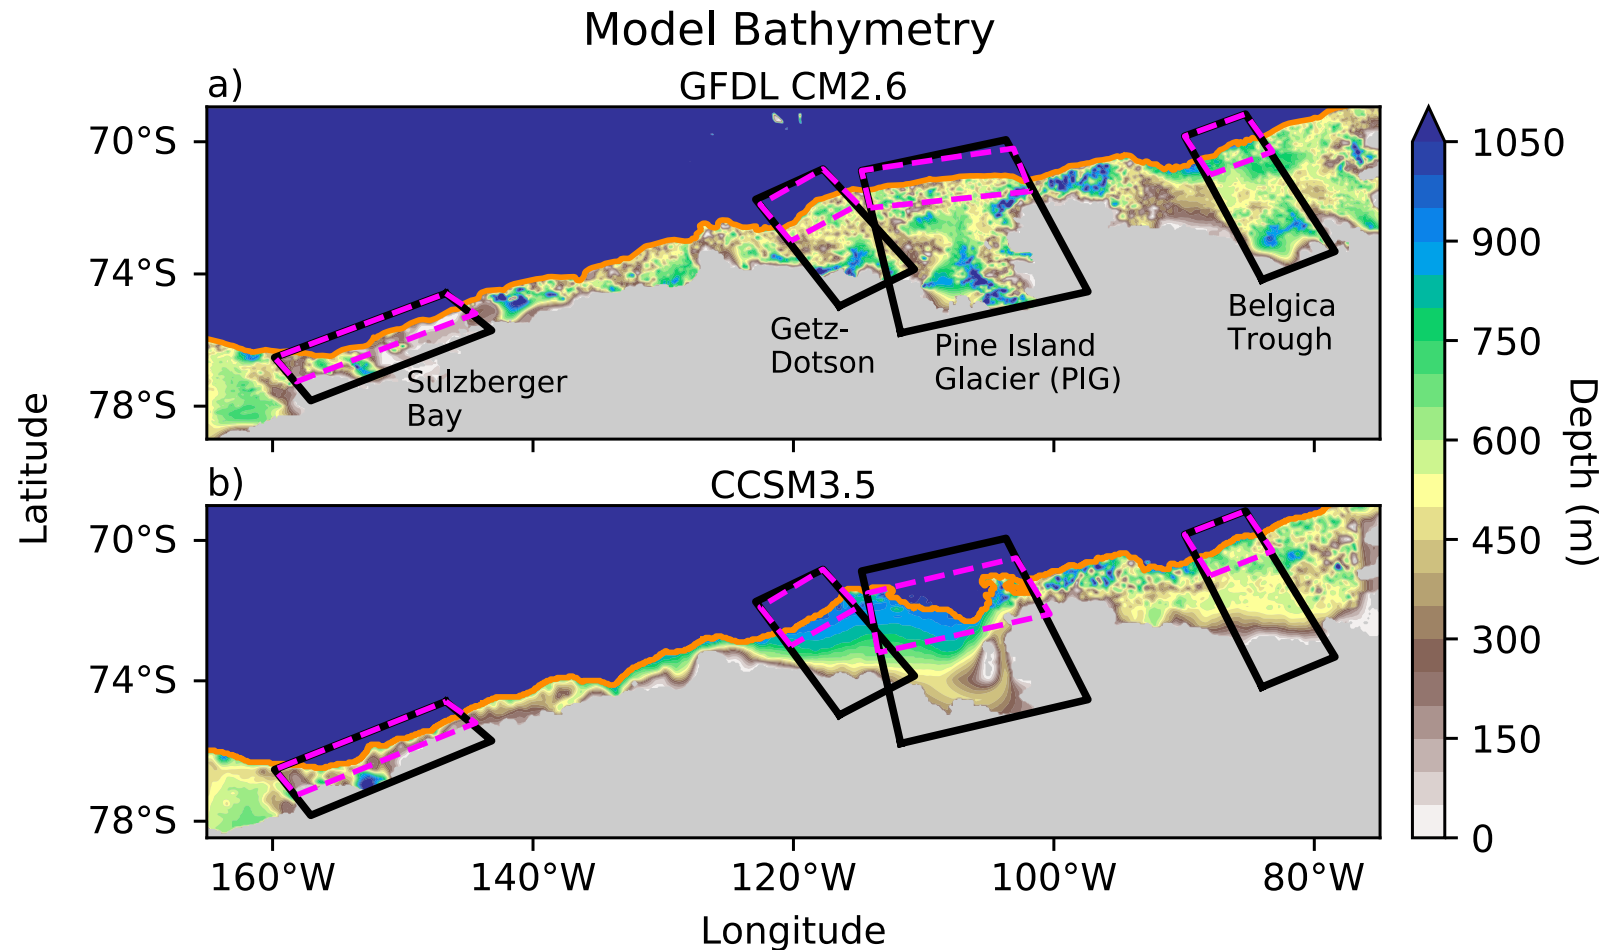 Model Bathymetry
a)
GFDL CM2.6
70°S
74°S
78°S
Getz-
Dotson
Pine Island
Glacier (PIG)
Belgica
Trough
Sulzberger
Bay
b)
CCSM3.5
70°S
74°S
78°S
160°W
140°W
120°W
100°W
80°W
Longitude
Latitude
1050
900
750
600
450
300
150
0
Depth (m)